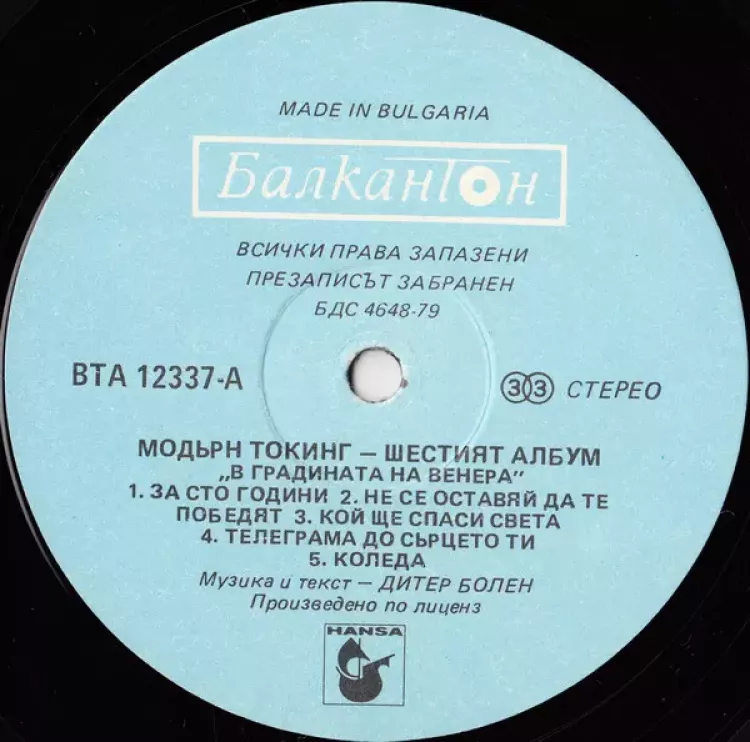 MADE IN BULGARIA
Балкантон
ВСИЧКИ ПРАВА ЗАПАЗЕНИ
ПРЕЗАПИСЪТ ЗАБРАНЕН
БДС 4648-79
ВТА 12337-А
33 СТЕРЕО
МОДЪРН ТОКИНГ – ШЕСТИЯТ АЛБУМ
„В ГРАДИНАТА НА ВЕНЕРА”
1. ЗА СТО ГОДИНИ 2. НЕ СЕ ОСТАВЯЙ ДА ТЕ
ПОБЕДЯТ 3. КОЙ ЩЕ СПАСИ СВЕТА
4. ТЕЛЕГРАМА ДО СЪРЦЕТО ТИ
5. КОЛЕДА
Музика и текст – ДИТЕР БОЛЕН
Произведено по лиценз
HANSA